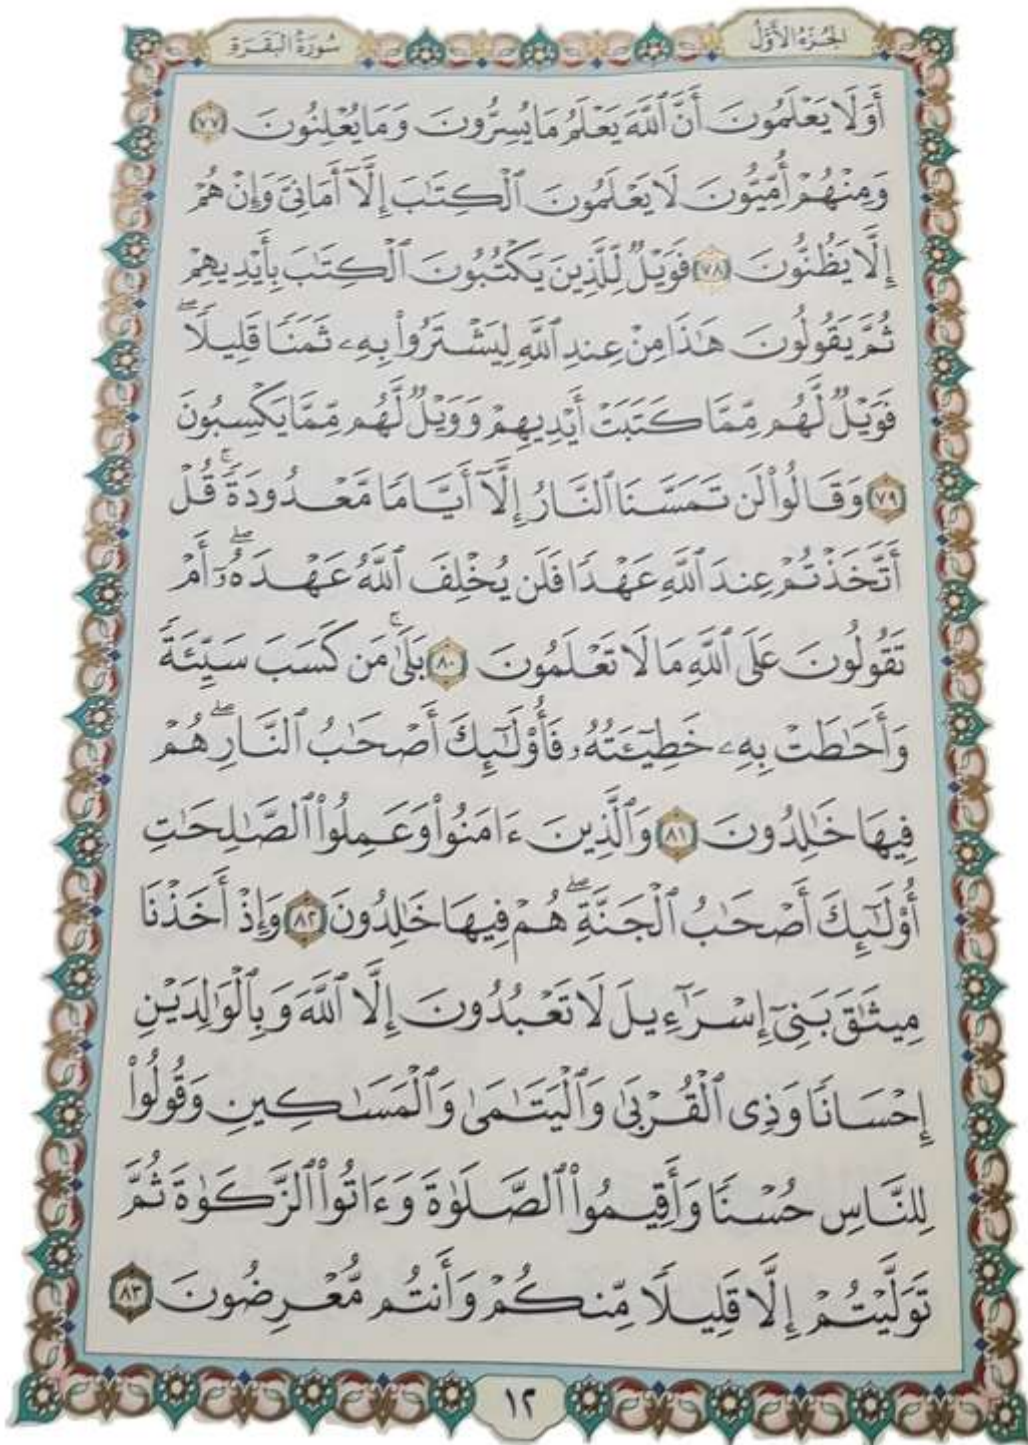 الجُزْءُ الأَوَّلُ
سُورَةُ البَقَرَةِ
أَوَلَا يَعْلَمُونَ أَنَّ ٱللَّهَ يَعْلَمُ مَا يُسِرُّونَ وَمَا يُعْلِنُونَ ٧٧
وَمِنْهُمْ أُمِّيُّونَ لَا يَعْلَمُونَ ٱلْكِتَٰبَ إِلَّآ أَمَانِىَّ وَإِنْ هُمْ
إِلَّا يَظُنُّونَ ٧٨ فَوَيْلٌ لِّلَّذِينَ يَكْتُبُونَ ٱلْكِتَٰبَ بِأَيْدِيهِمْ
ثُمَّ يَقُولُونَ هَٰذَا مِنْ عِندِ ٱللَّهِ لِيَشْتَرُوا۟ بِهِۦ ثَمَنًا قَلِيلًا ۖ
فَوَيْلٌ لَّهُم مِّمَّا كَتَبَتْ أَيْدِيهِمْ وَوَيْلٌ لَّهُم مِّمَّا يَكْسِبُونَ
٧٩ وَقَالُوا۟ لَن تَمَسَّنَا ٱلنَّارُ إِلَّآ أَيَّامًا مَّعْدُودَةً ۚ قُلْ
أَتَّخَذْتُمْ عِندَ ٱللَّهِ عَهْدًا فَلَن يُخْلِفَ ٱللَّهُ عَهْدَهُۥٓ ۖ أَمْ
تَقُولُونَ عَلَى ٱللَّهِ مَا لَا تَعْلَمُونَ ٨٠ بَلَىٰ ۚ مَن كَسَبَ سَيِّئَةً
وَأَحَٰطَتْ بِهِۦ خَطِيٓـَٔتُهُۥ فَأُو۟لَٰٓئِكَ أَصْحَٰبُ ٱلنَّارِ ۖ هُمْ
فِيهَا خَٰلِدُونَ ٨١ وَٱلَّذِينَ ءَامَنُوا۟ وَعَمِلُوا۟ ٱلصَّٰلِحَٰتِ
أُو۟لَٰٓئِكَ أَصْحَٰبُ ٱلْجَنَّةِ ۖ هُمْ فِيهَا خَٰلِدُونَ ٨٢ وَإِذْ أَخَذْنَا
مِيثَٰقَ بَنِىٓ إِسْرَٰٓءِيلَ لَا تَعْبُدُونَ إِلَّا ٱللَّهَ وَبِٱلْوَٰلِدَيْنِ
إِحْسَانًا وَذِى ٱلْقُرْبَىٰ وَٱلْيَتَٰمَىٰ وَٱلْمَسَٰكِينِ وَقُولُوا۟
لِلنَّاسِ حُسْنًا وَأَقِيمُوا۟ ٱلصَّلَوٰةَ وَءَاتُوا۟ ٱلزَّكَوٰةَ ثُمَّ
تَوَلَّيْتُمْ إِلَّا قَلِيلًا مِّنكُمْ وَأَنتُم مُّعْرِضُونَ ٨٣
١٢